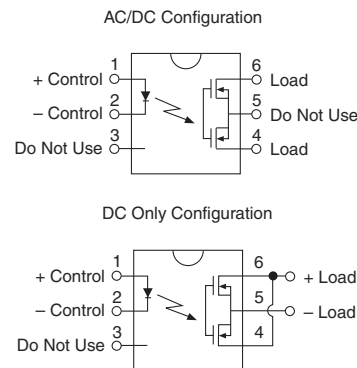 AC/DC Configuration
1
+ Control
2
– Control
3
Do Not Use
6
Load
5
Do Not Use
4
Load
DC Only Configuration
1
+ Control
2
– Control
3
Do Not Use
6
+ Load
5
– Load
4